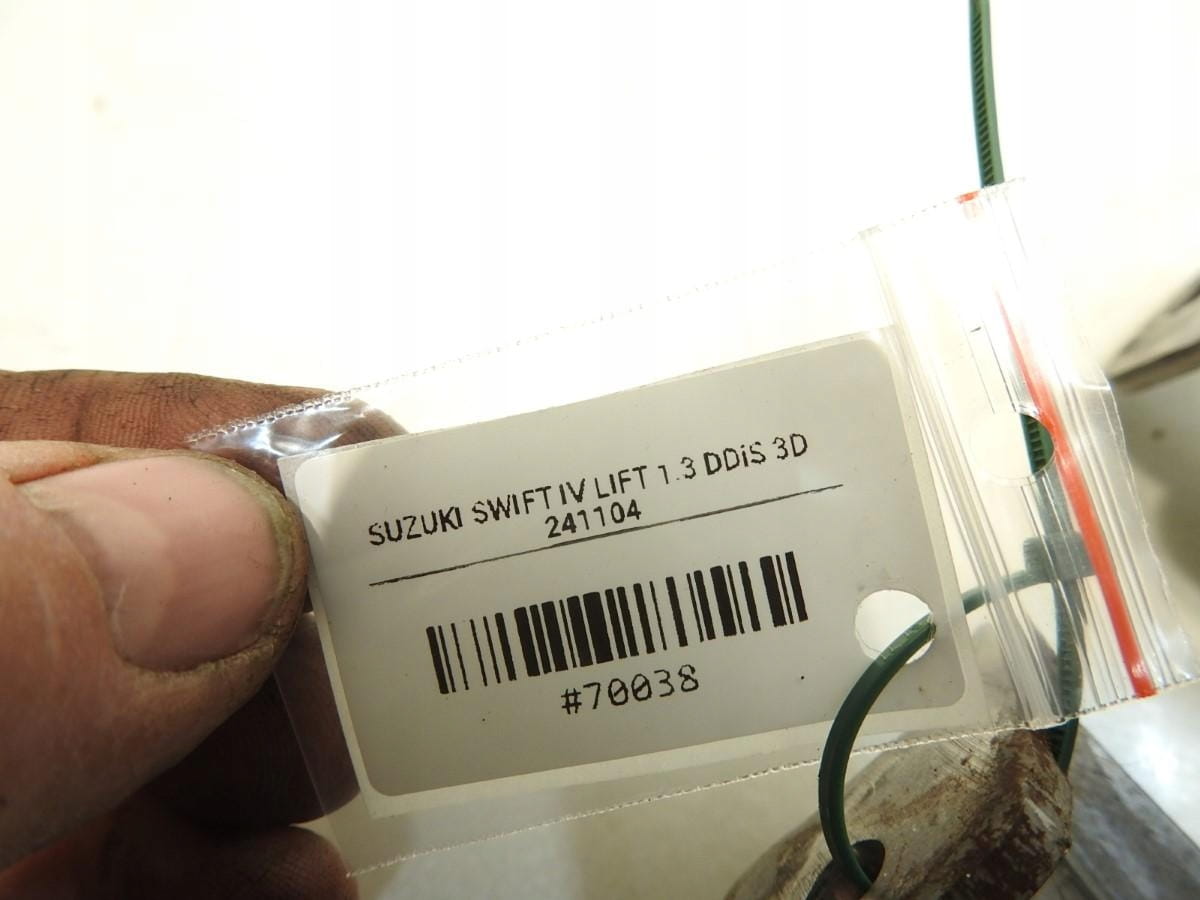 SUZUKI SWIFT IV LIFT 1.3 DDiS 3D
241104
#70038